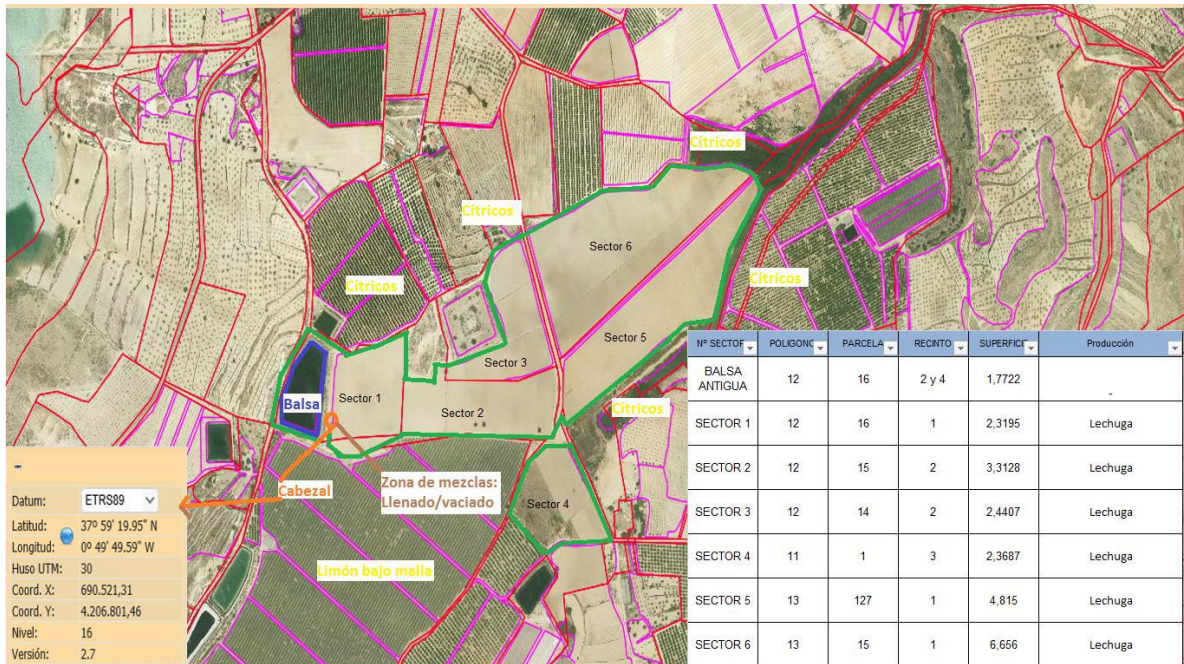 Cítricos
Cítricos
Sector 6
Cítricos
Cítricos
Sector 5
Sector 3
Balsa
Sector 1
Sector 2
Cítricos
Cabezal
Zona de mezclas:
Llenado/vaciado
Sector 4
Limón bajo malla
Datum: ETRS89
Latitud: 37º 59' 19.95" N
Longitud: 0º 49' 49.59" W
Huso UTM: 30
Coord. X: 690.521,31
Coord. Y: 4.206.801,46
Nivel: 16
Versión: 2.7
Nº SECTOR POLIGONO PARCELA RECINTO SUPERFICIE Producción
BALSA
ANTIGUA 12 16 2 y 4 1,7722 -
SECTOR 1 12 16 1 2,3195 Lechuga
SECTOR 2 12 15 2 3,3128 Lechuga
SECTOR 3 12 14 2 2,4407 Lechuga
SECTOR 4 11 1 3 2,3687 Lechuga
SECTOR 5 13 127 1 4,815 Lechuga
SECTOR 6 13 15 1 6,656 Lechuga